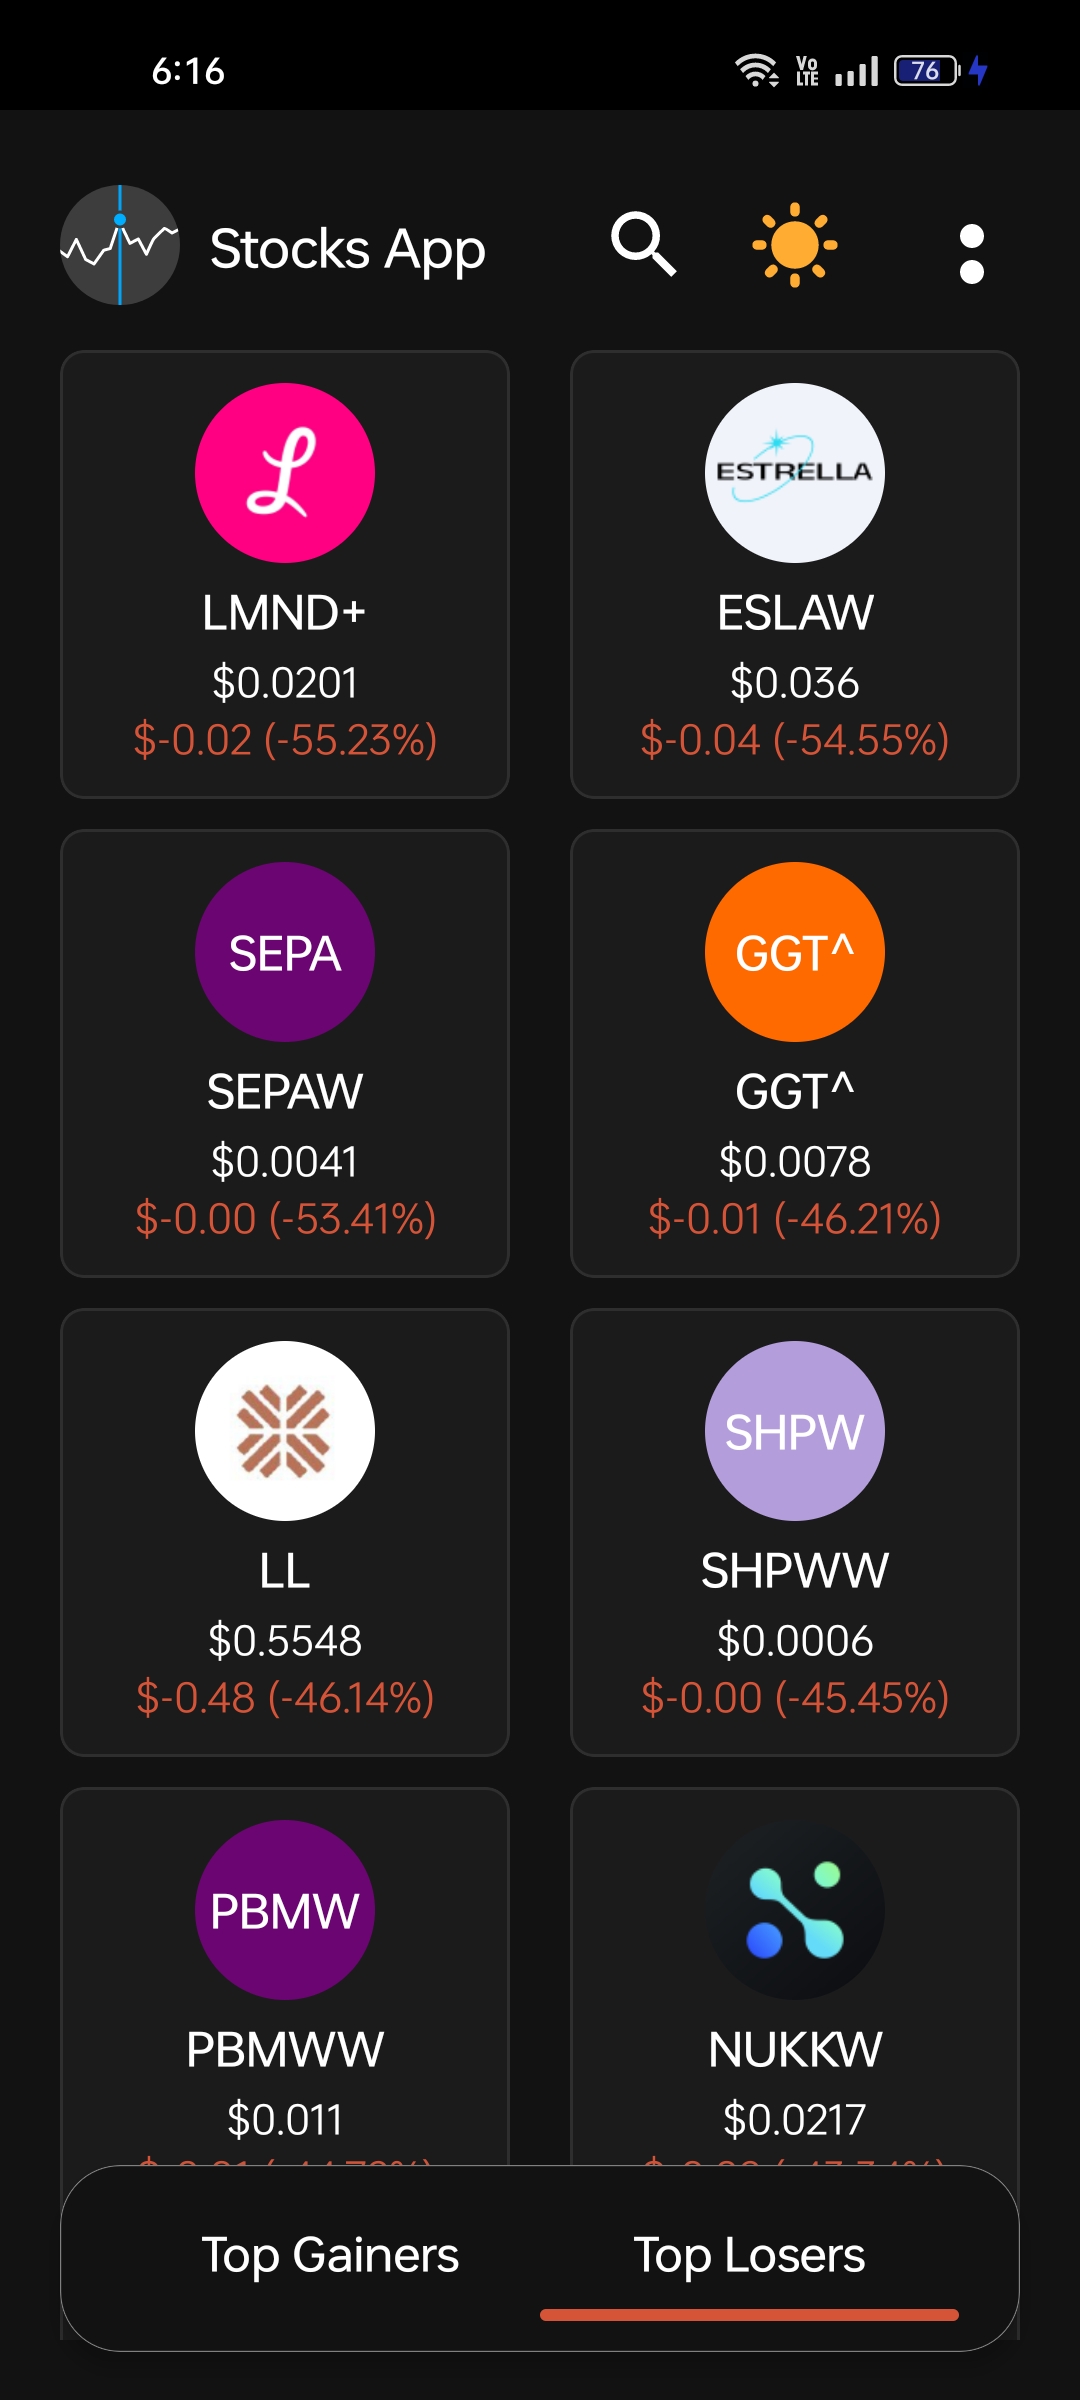 6:16
Vo
LTE
76
Stocks App
LMND+
$0.0201
$-0.02 (-55.23%)
ESTRELLA
ESLAW
$0.036
$-0.04 (-54.55%)
SEPA
SEPAW
$0.0041
$-0.00 (-53.41%)
GGT^
GGT^
$0.0078
$-0.01 (-46.21%)
LL
$0.5548
$-0.48 (-46.14%)
SHPW
SHPWW
$0.0006
$-0.00 (-45.45%)
PBMW
PBMWW
$0.011
NUKKW
$0.0217
Top Gainers
Top Losers